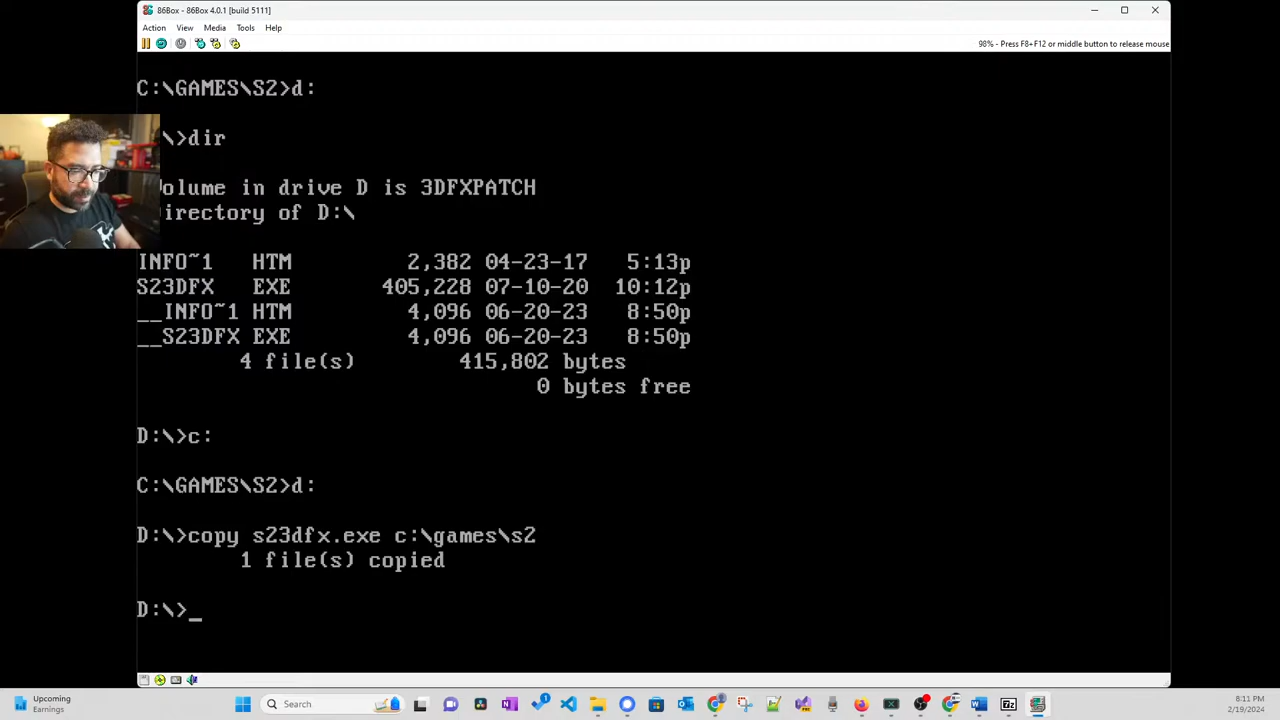 86Box - 86Box 4.0.1 [build 5111]
Action View Media Tools Help
98% - Press F8+F12 or middle button to release mouse
C:\GAMES\S2>d:
\>dir
olume in drive D is 3DFXPATCH
irectory of D:\
INFO~1 HTM 2,382 04-23-17 5:13p
S23DFX EXE 405,228 07-10-20 10:12p
__INFO~1 HTM 4,096 06-20-23 8:50p
__S23DFX EXE 4,096 06-20-23 8:50p
4 file(s) 415,802 bytes
0 bytes free
D:\>c:
C:\GAMES\S2>d:
D:\>copy s23dfx.exe c:\games\s2
1 file(s) copied
D:\>_
Upcoming
Earnings
Search
8:11 PM
2/19/2024